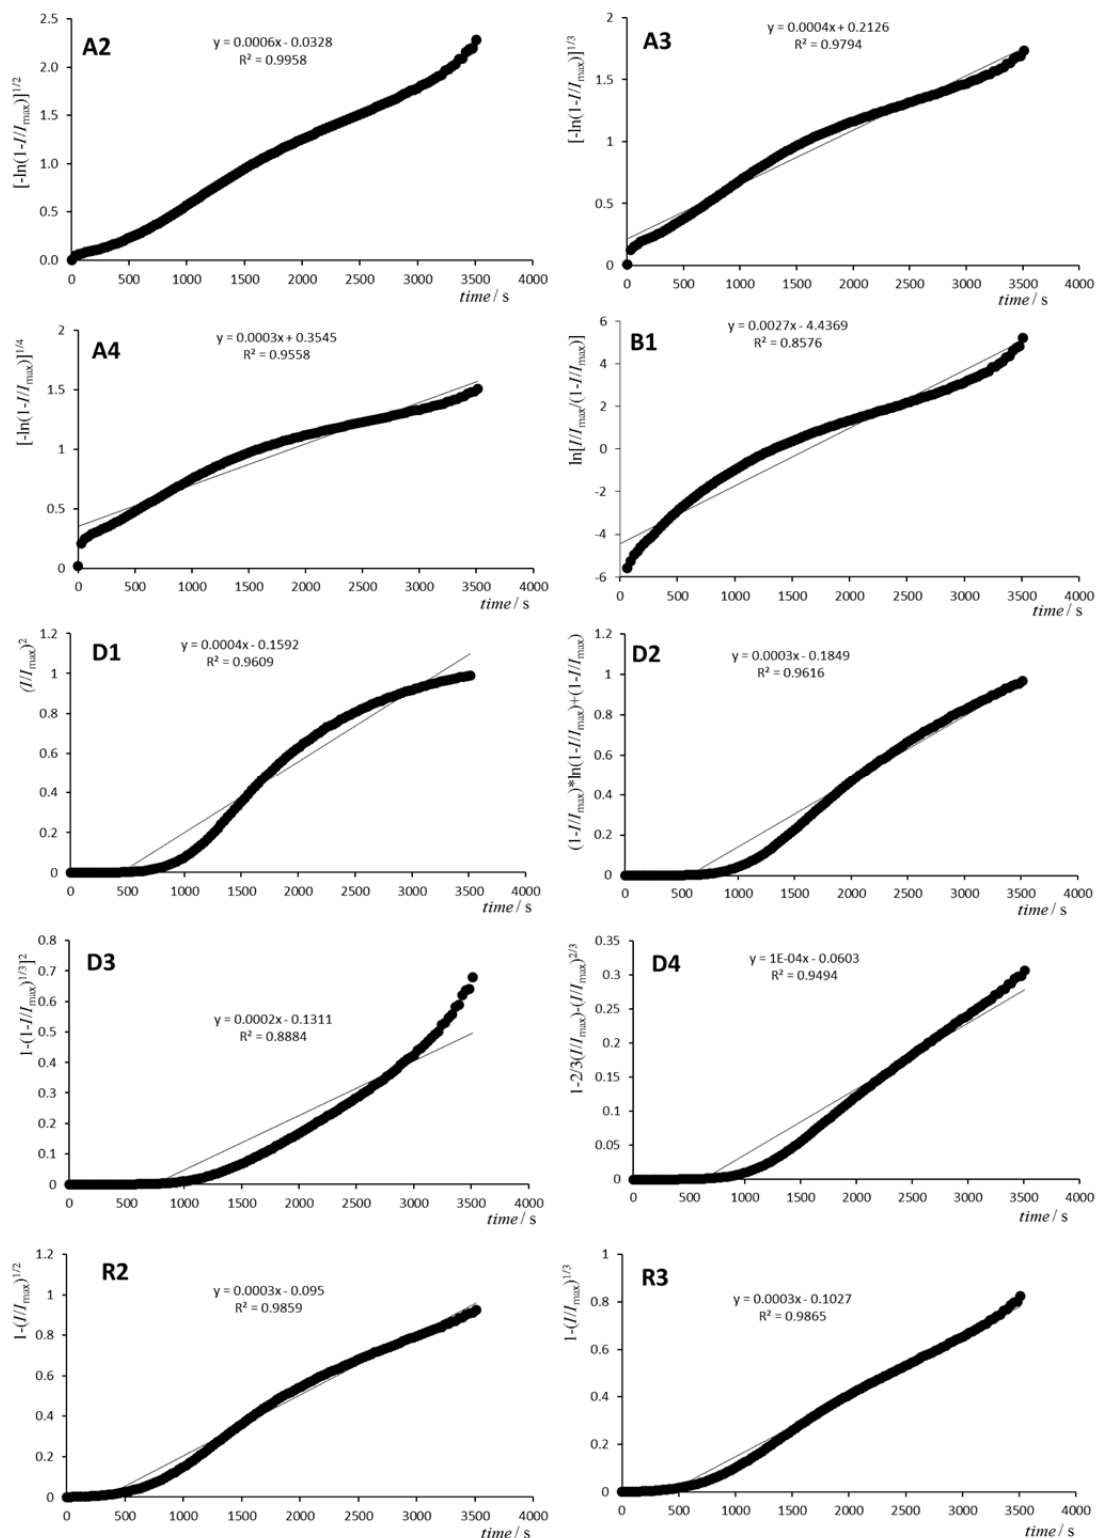 A2
y = 0.0006x - 0.0328
R² = 0.9958
[-ln(1-I/Imax)]1/2
2.5
2.0
1.5
1.0
0.5
0.0
0 500 1000 1500 2000 2500 3000 3500 4000
time / s
A3
y = 0.0004x + 0.2126
R² = 0.9794
[-ln(1-I/Imax)]1/3
2
1.5
1
0.5
0
0 500 1000 1500 2000 2500 3000 3500 4000
time / s
A4
y = 0.0003x + 0.3545
R² = 0.9558
[-ln(1-I/Imax)]1/4
2
1.5
1
0.5
0
0 500 1000 1500 2000 2500 3000 3500 4000
time / s
B1
y = 0.0027x - 4.4369
R² = 0.8576
ln[I/Imax/(1-I/Imax)]
6
4
2
0
-2
-4
-6
0 500 1000 1500 2000 2500 3000 3500 4000
time / s
D1
y = 0.0004x - 0.1592
R² = 0.9609
(I/Imax)2
1.2
1
0.8
0.6
0.4
0.2
0
0 500 1000 1500 2000 2500 3000 3500 4000
time / s
D2
y = 0.0003x - 0.1849
R² = 0.9616
(1-I/Imax)*ln(1-I/Imax)+(1-I/Imax)
1.2
1
0.8
0.6
0.4
0.2
0
0 500 1000 1500 2000 2500 3000 3500 4000
time / s
D3
y = 0.0002x - 0.1311
R² = 0.8884
1-(1-I/Imax)1/3]2
0.8
0.7
0.6
0.5
0.4
0.3
0.2
0.1
0
0 500 1000 1500 2000 2500 3000 3500 4000
time / s
D4
y = 1E-04x - 0.0603
R² = 0.9494
1-2/3(I/Imax)-(I/Imax)2/3
0.35
0.3
0.25
0.2
0.15
0.1
0.05
0
0 500 1000 1500 2000 2500 3000 3500 4000
time / s
R2
y = 0.0003x - 0.095
R² = 0.9859
1-(I/Imax)1/2
1.2
1
0.8
0.6
0.4
0.2
0
0 500 1000 1500 2000 2500 3000 3500 4000
time / s
R3
y = 0.0003x - 0.1027
R² = 0.9865
1-(I/Imax)1/3
1
0.8
0.6
0.4
0.2
0
0 500 1000 1500 2000 2500 3000 3500 4000
time / s